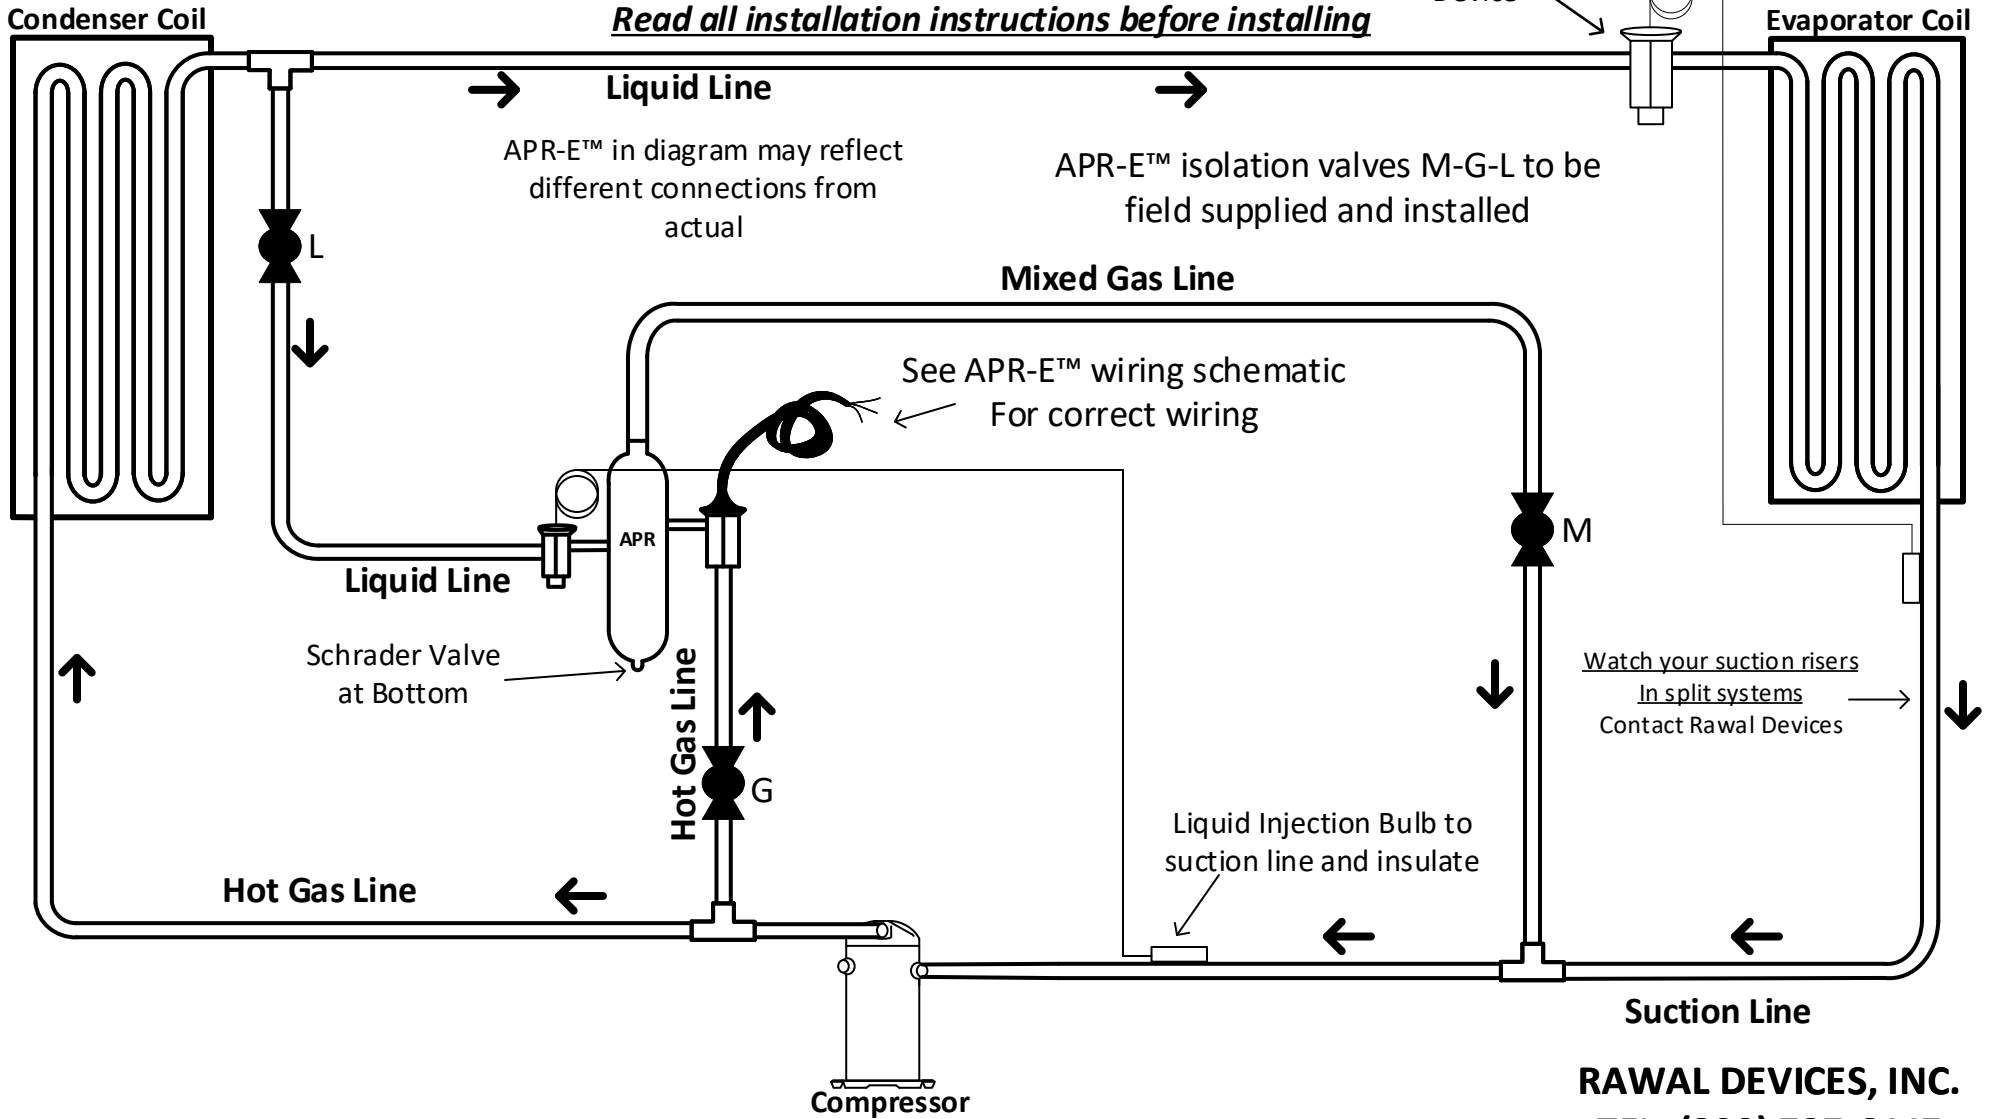 Condenser Coil
Read all installation instructions before installing
Evaporator Coil
Liquid Line
APR-E™ in diagram may reflect
different connections from
actual
APR-E™ isolation valves M-G-L to be
field supplied and installed
L
Mixed Gas Line
See APR-E™ wiring schematic
For correct wiring
M
APR
Liquid Line
Schrader Valve
at Bottom
Hot Gas Line
G
Watch your suction risers
In split systems
Contact Rawal Devices
Liquid Injection Bulb to
suction line and insulate
Hot Gas Line
Suction Line
Compressor
RAWAL DEVICES, INC.